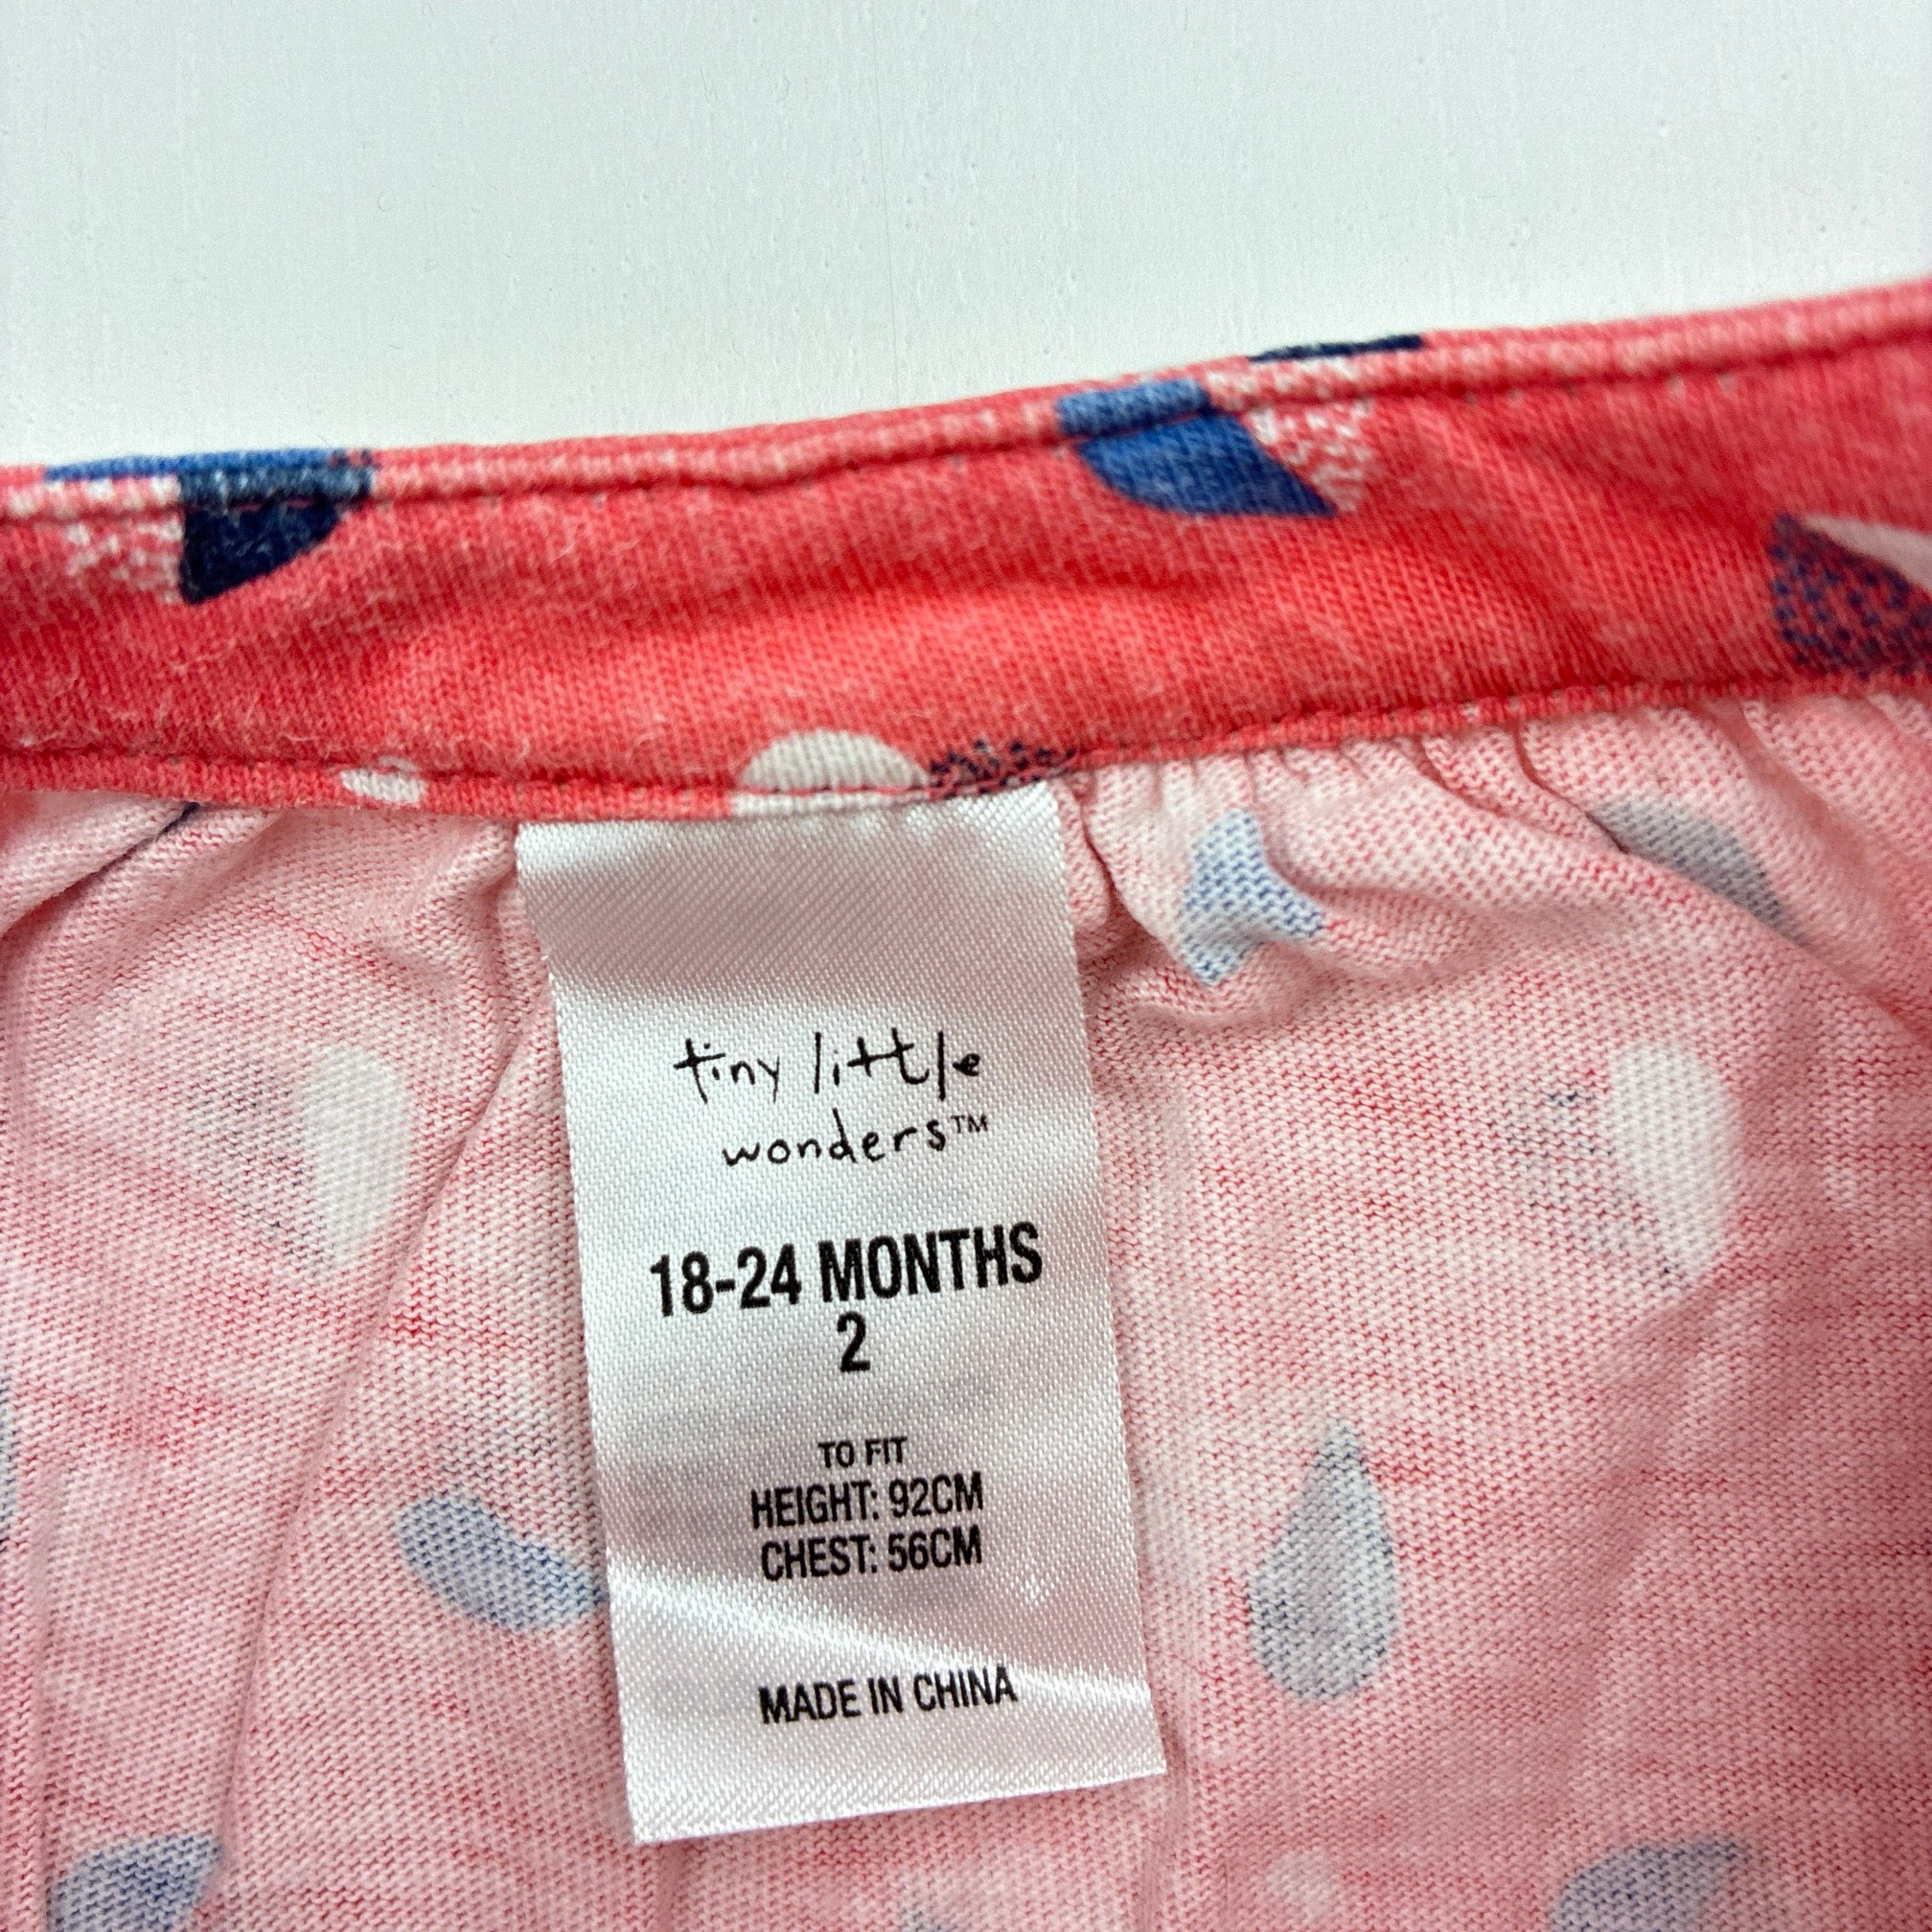 tiny little
wonders™
18-24 MONTHS
2
TO FIT
HEIGHT: 92CM
CHEST: 56CM
MADE IN CHINA